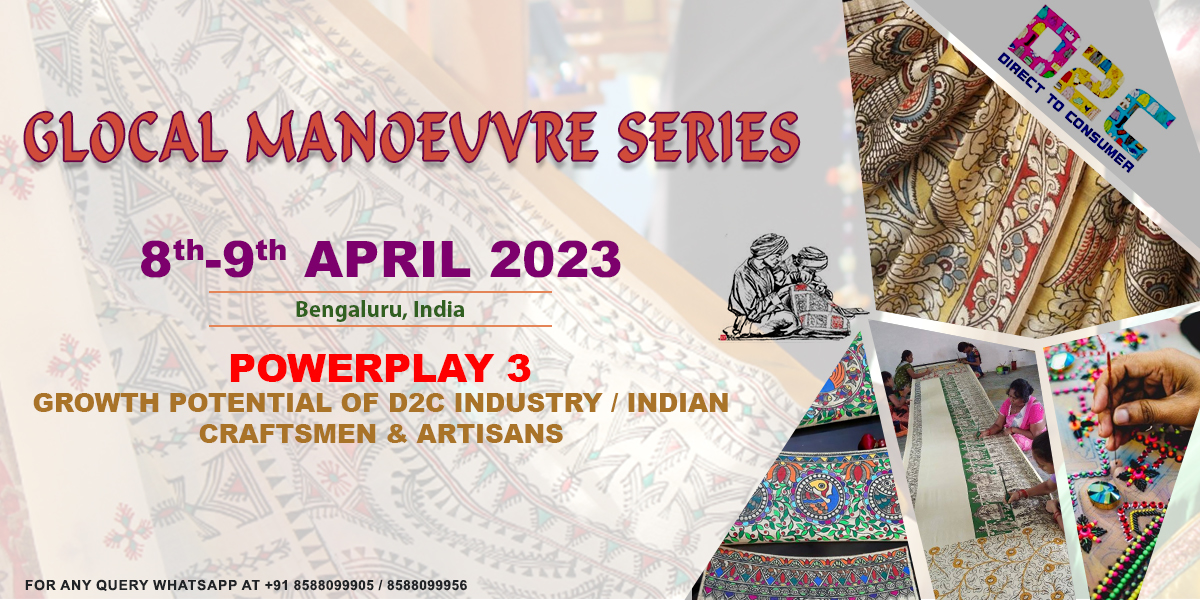 GLOCAL MANOEUVRE SERIES
D2C
DIRECT TO CONSUMER
8th-9th APRIL 2023
Bengaluru, India
POWERPLAY 3
GROWTH POTENTIAL OF D2C INDUSTRY / INDIAN
CRAFTSMEN & ARTISANS
FOR ANY QUERY WHATSAPP AT +91 8588099905 / 8588099956